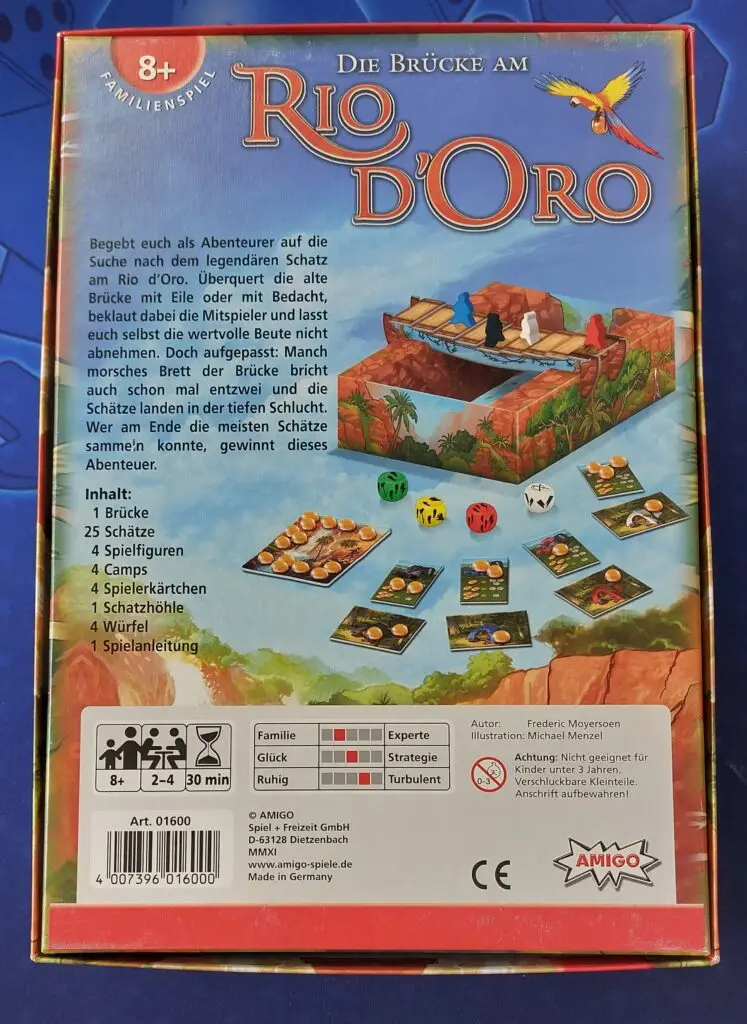 8+
FAMILIENSPIEL
DIE BRÜCKE AM
RIO
D'ORO
Begebt euch als Abenteurer auf die
Suche nach dem legendären Schatz
am Rio d'Oro. Überquert die alte
Brücke mit Eile oder mit Bedacht,
beklaut dabei die Mitspieler und lasst
euch selbst die wertvolle Beute nicht
abnehmen. Doch aufgepasst: Manch
morsches Brett der Brücke bricht
auch schon mal entzwei und die
Schätze landen in der tiefen Schlucht.
Wer am Ende die meisten Schätze
sammeln konnte, gewinnt dieses
Abenteuer.
Inhalt:
1 Brücke
25 Schätze
4 Spielfiguren
4 Camps
4 Spielerkärtchen
1 Schatzhöhle
4 Würfel
1 Spielanleitung
8+ 2–4 30 min
Familie Experte
Glück Strategie
Ruhig Turbulent
Autor: Frederic Moyersoen
Illustration: Michael Menzel
0-3
Achtung: Nicht geeignet für
Kinder unter 3 Jahren.
Verschluckbare Kleinteile.
Anschrift aufbewahren!
Art. 01600
4 007396 016000
© AMIGO
Spiel + Freizeit GmbH
D-63128 Dietzenbach
MMXI
www.amigo-spiele.de
Made in Germany
CE
AMIGO